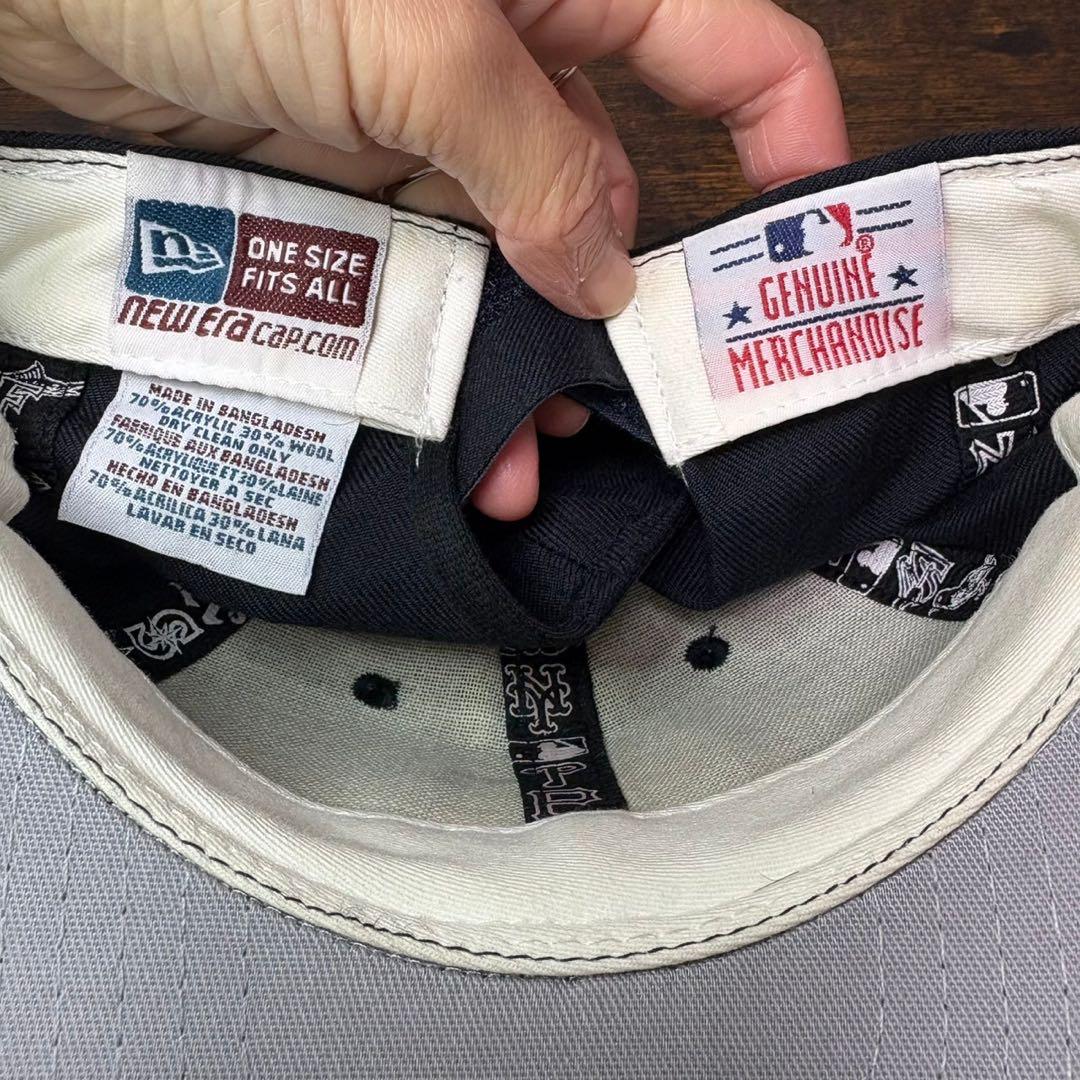 ONE SIZE
FITS ALL
new era cap.com
MADE IN BANGLADESH
70% ACRYLIC 30% WOOL
DRY CLEAN ONLY
FABRIQUE AUX BANGLADESH
70% ACRYLIQUE ET 30% LAINE
NETTOYER A SEC
HECHO EN BANGLADESH
70% ACRILICA 30% LANA
LAVAR EN SECO
®
GENUINE
MERCHANDISE